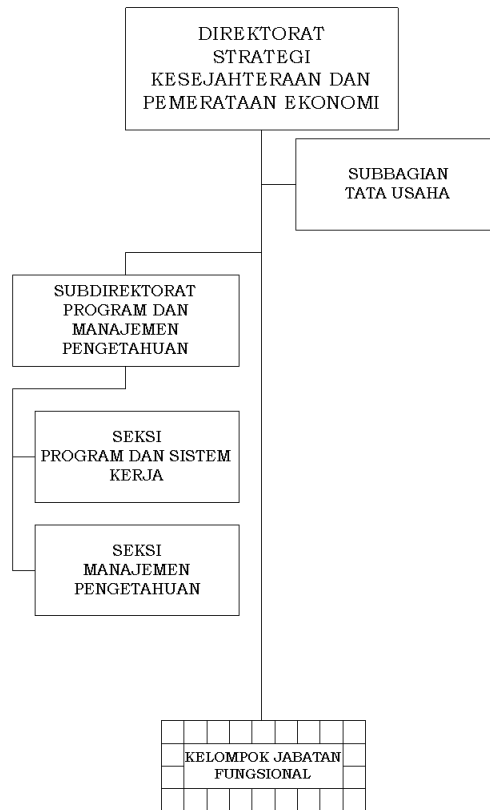 DIREKTORAT
STRATEGI
KESEJAHTERAAN DAN
PEMERATAAN EKONOMI
SUBBAGIAN
TATA USAHA
SUBDIREKTORAT
PROGRAM DAN
MANAJEMEN
PENGETAHUAN
SEKSI
PROGRAM DAN SISTEM
KERJA
SEKSI
MANAJEMEN
PENGETAHUAN
KELOMPOK JABATAN
FUNGSIONAL